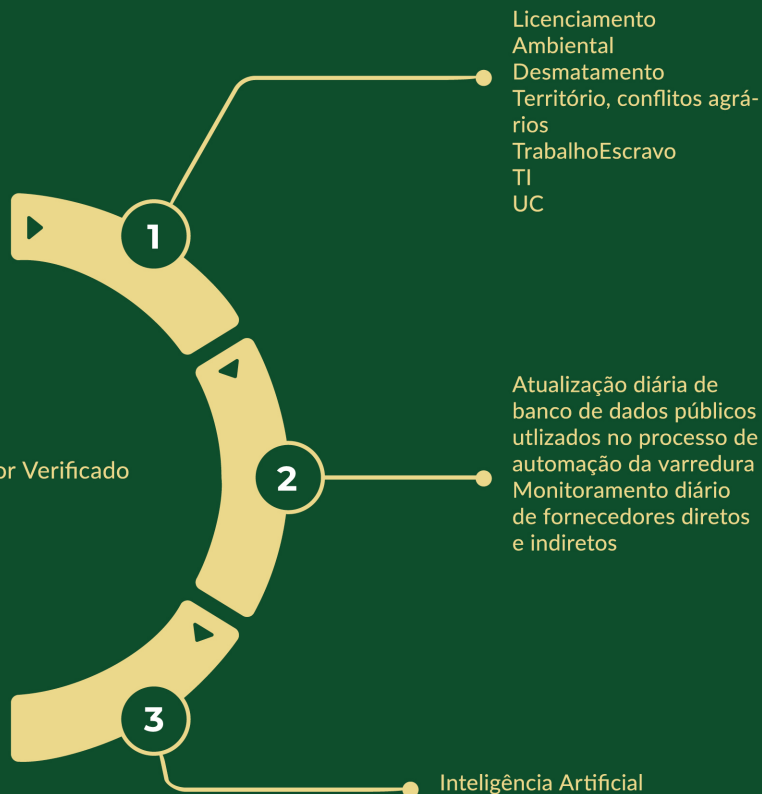 Licenciamento
Ambiental
Desmatamento
Território, conflitos agrá-
rios
TrabalhoEscravo
TI
UC
1
Atualização diária de
banco de dados públicos
utlizados no processo de
automação da varredura
Monitoramento diário
de fornecedores diretos
e indiretos
2
or Verificado
3
Inteligência Artificial